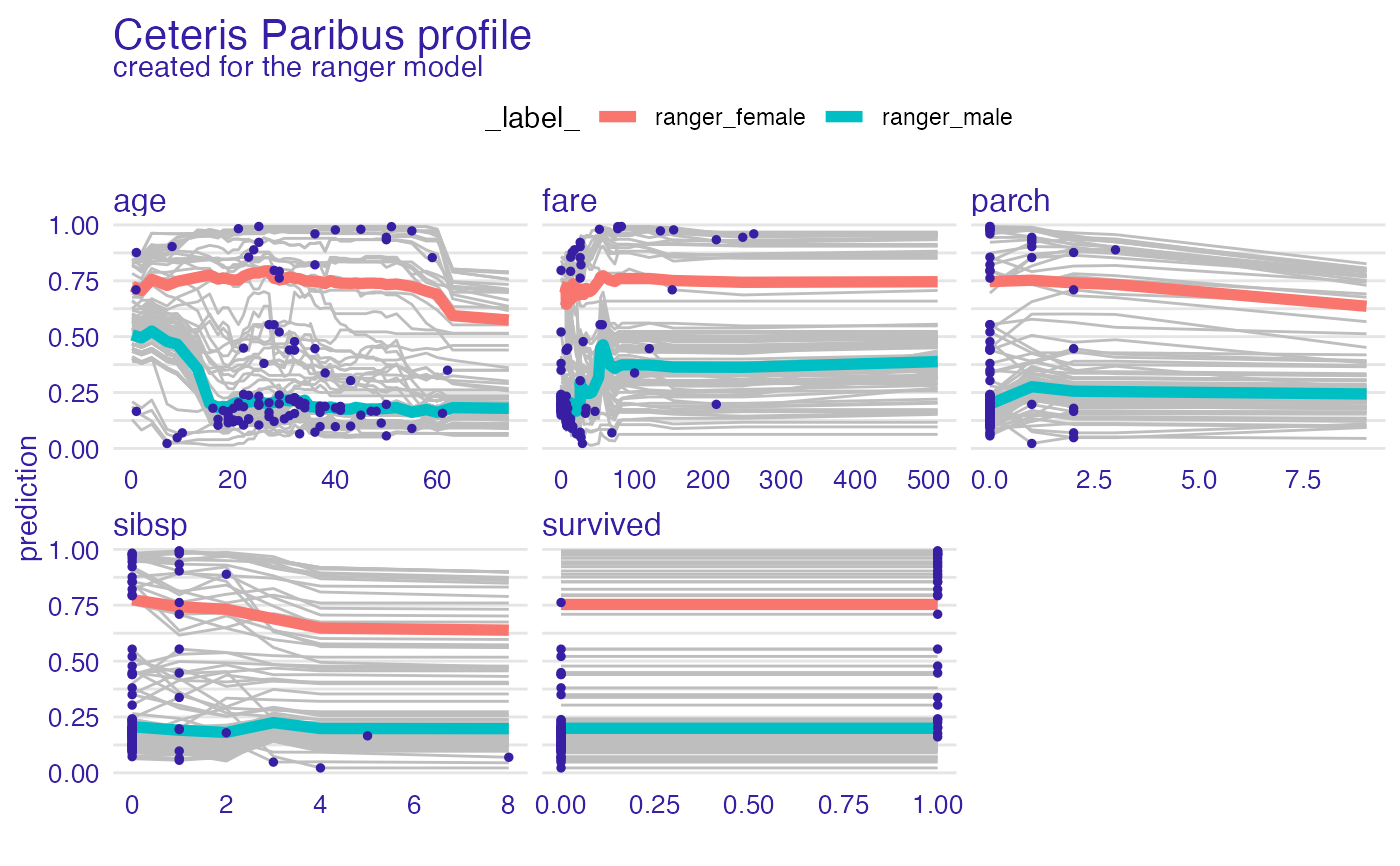 Ceteris Paribus profile
created for the ranger model
_label_ ranger_female ranger_male
age fare parch
1.00
0.75
0.50
0.25
0.00
0 20 40 60 0 100 200 300 400 500 0.0 2.5 5.0 7.5
prediction
sibsp survived
1.00
0.75
0.50
0.25
0.00
0 2 4 6 8 0.00 0.25 0.50 0.75 1.00